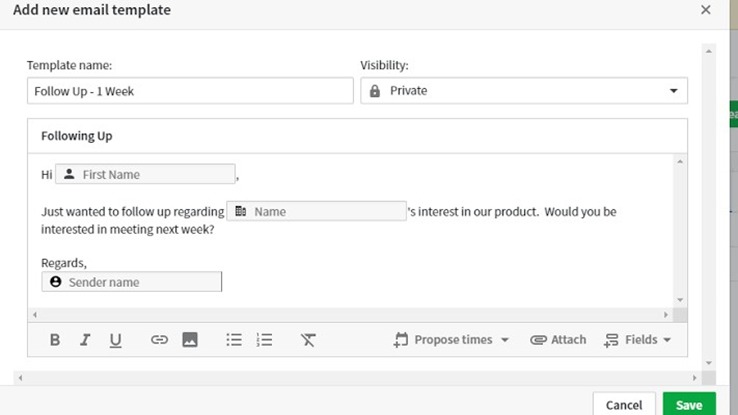 Add new email template
Template name: Visibility:
Follow Up - 1 Week Private
Following Up
Hi First Name ,
Just wanted to follow up regarding Name 's interest in our product. Would you be
interested in meeting next week?
Regards,
Sender name
B I U Propose times Attach Fields
Cancel Save